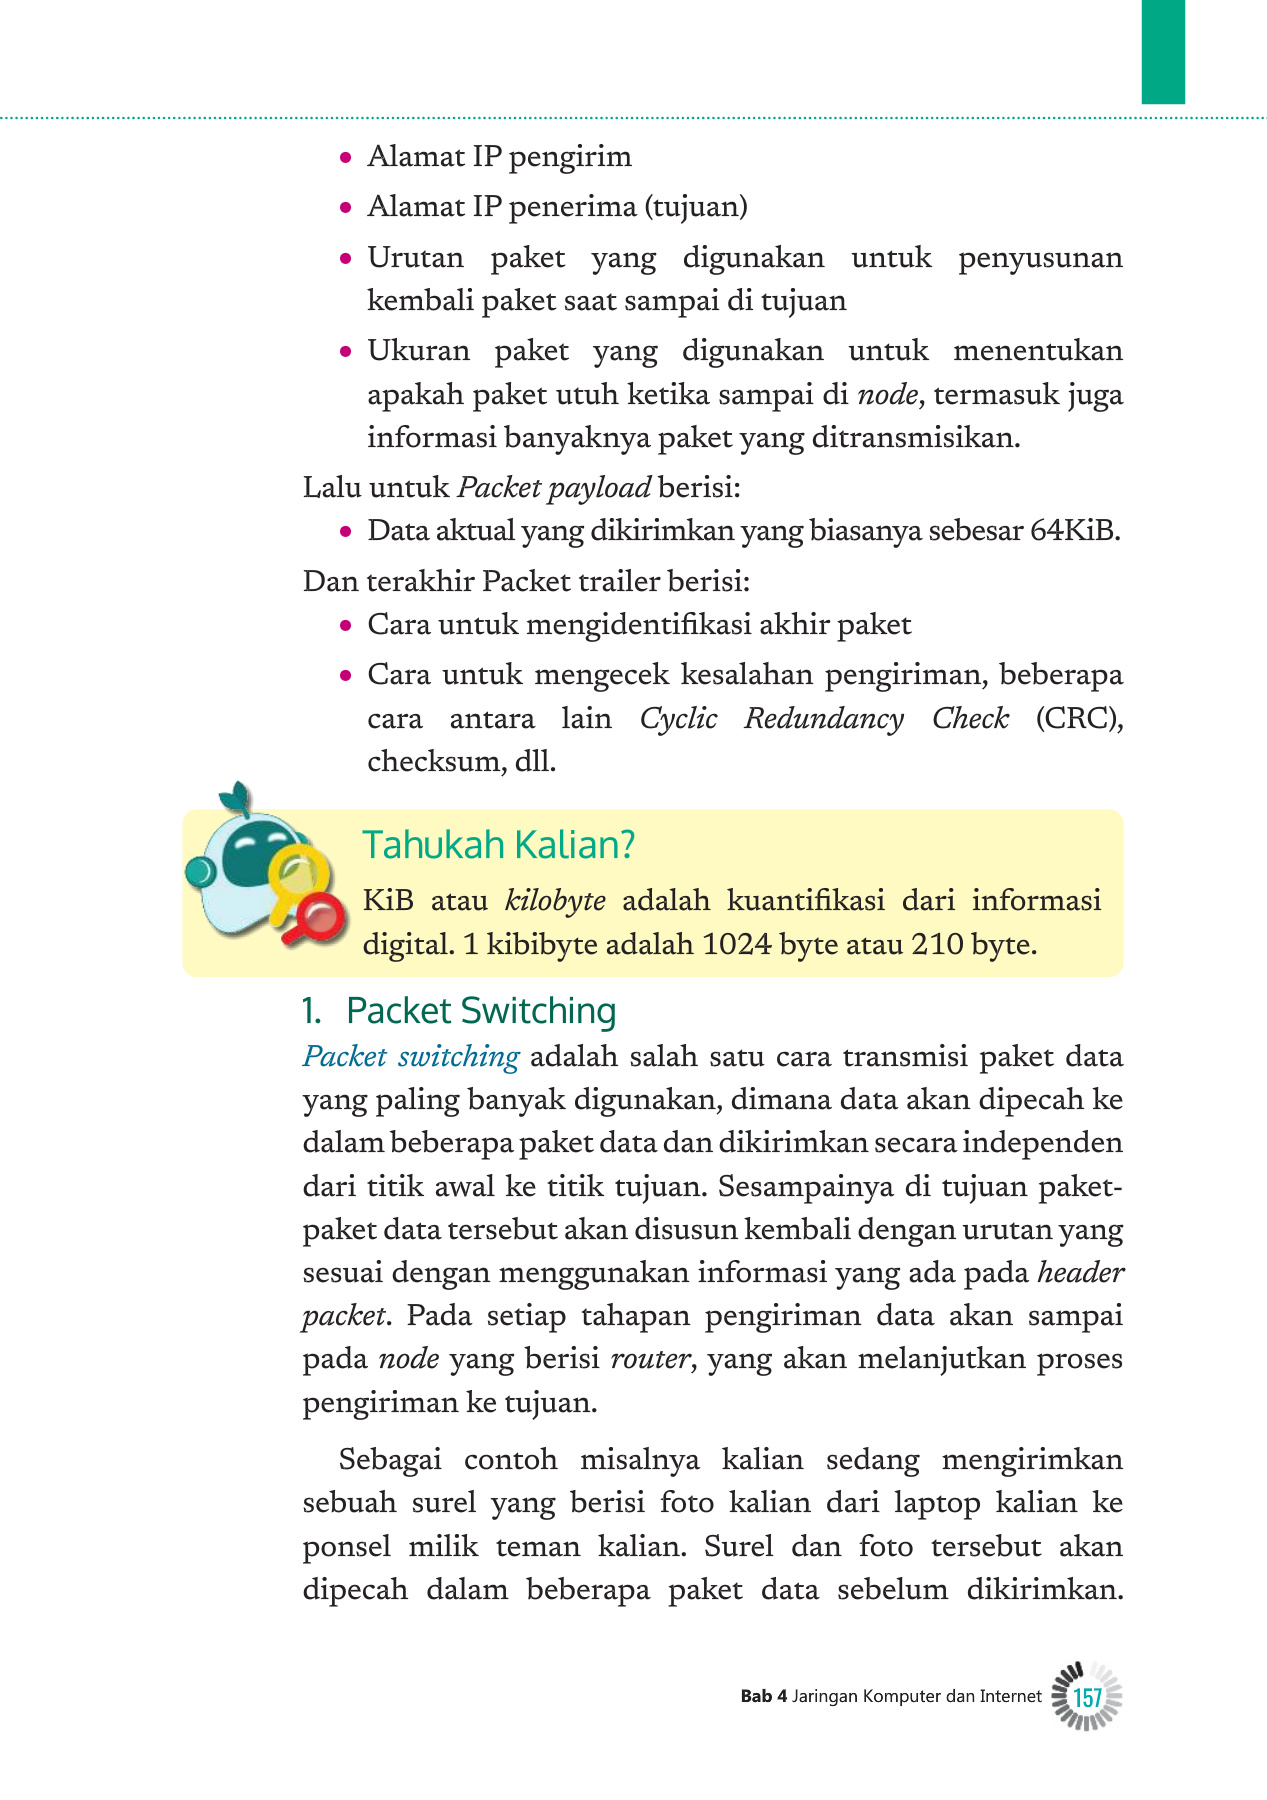 • Alamat IP pengirim
• Alamat IP penerima (tujuan)
• Urutan paket yang digunakan untuk penyusunan
kembali paket saat sampai di tujuan
• Ukuran paket yang digunakan untuk menentukan
apakah paket utuh ketika sampai di node, termasuk juga
informasi banyaknya paket yang ditransmisikan.
Lalu untuk Packet payload berisi:
• Data aktual yang dikirimkan yang biasanya sebesar 64KiB.
Dan terakhir Packet trailer berisi:
• Cara untuk mengidentifikasi akhir paket
• Cara untuk mengecek kesalahan pengiriman, beberapa
cara antara lain Cyclic Redundancy Check (CRC),
checksum, dll.
Tahukah Kalian?
KiB atau kilobyte adalah kuantifikasi dari informasi
digital. 1 kibibyte adalah 1024 byte atau 210 byte.
1. Packet Switching
Packet switching adalah salah satu cara transmisi paket data
yang paling banyak digunakan, dimana data akan dipecah ke
dalam beberapa paket data dan dikirimkan secara independen
dari titik awal ke titik tujuan. Sesampainya di tujuan paket-
paket data tersebut akan disusun kembali dengan urutan yang
sesuai dengan menggunakan informasi yang ada pada header
packet. Pada setiap tahapan pengiriman data akan sampai
pada node yang berisi router, yang akan melanjutkan proses
pengiriman ke tujuan.
Sebagai contoh misalnya kalian sedang mengirimkan
sebuah surel yang berisi foto kalian dari laptop kalian ke
ponsel milik teman kalian. Surel dan foto tersebut akan
dipecah dalam beberapa paket data sebelum dikirimkan.
Bab 4 Jaringan Komputer dan Internet 157